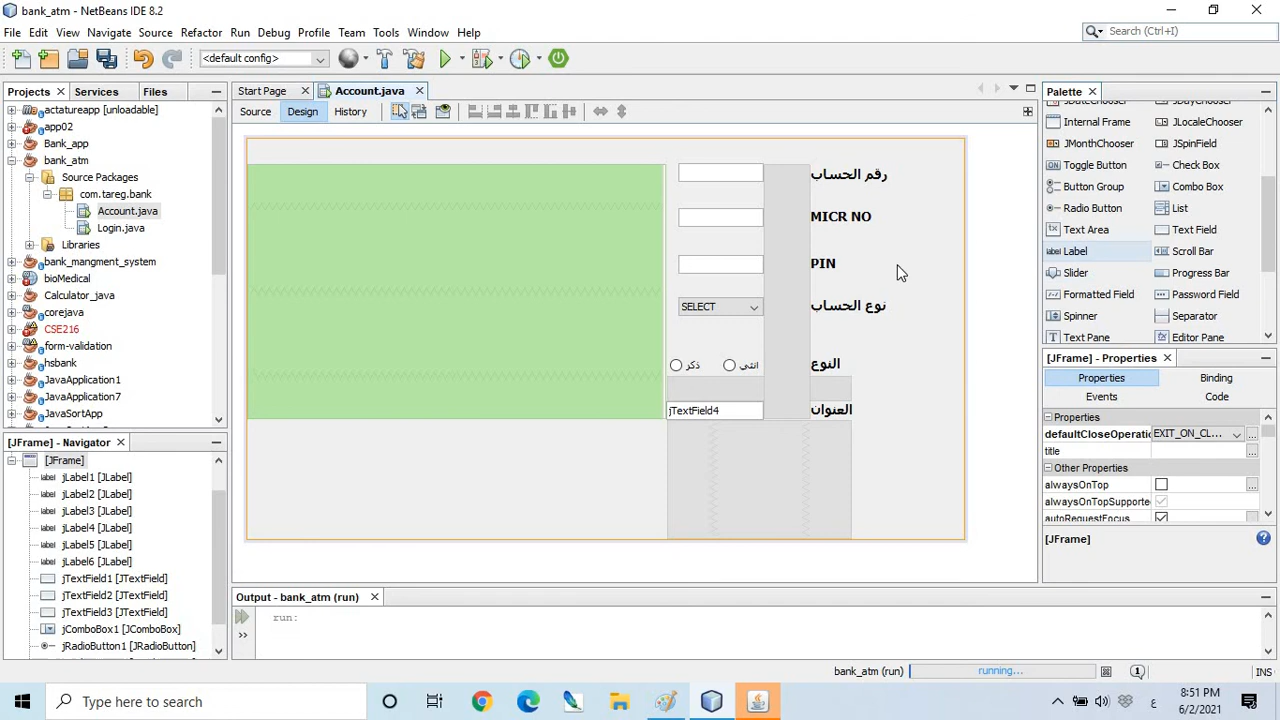 bank_atm - NetBeans IDE 8.2
File Edit View Navigate Source Refactor Run Debug Profile Team Tools Window Help
Search (Ctrl+I)
<default config>
Projects
Services
Files
actatureapp [unloadable]
app02
Bank_app
bank_atm
Source Packages
com.tareg.bank
Account.java
Login.java
Libraries
bank_mangment_system
bioMedical
Calculator_java
corejava
CSE216
form-validation
hsbank
JavaApplication1
JavaApplication7
JavaSortApp
[JFrame] - Navigator
[JFrame]
jLabel1 [JLabel]
jLabel2 [JLabel]
jLabel3 [JLabel]
jLabel4 [JLabel]
jLabel5 [JLabel]
jLabel6 [JLabel]
jTextField1 [JTextField]
jTextField2 [JTextField]
jTextField3 [JTextField]
jComboBox1 [JComboBox]
jRadioButton1 [JRadioButton]
Start Page
Account.java
Source Design History
رقم الحساب
MICR NO
PIN
SELECT
نوع الحساب
ذكر
انثي
النوع
jTextField4
العنوان
Output - bank_atm (run)
run:
Palette
Internal Frame
JLocaleChooser
JMonthChooser
JSpinField
Toggle Button
Check Box
Button Group
Combo Box
Radio Button
List
Text Area
Text Field
Label
Scroll Bar
Slider
Progress Bar
Formatted Field
Password Field
Spinner
Separator
Text Pane
Editor Pane
[JFrame] - Properties
Properties
Binding
Events
Code
Properties
defaultCloseOperati
EXIT_ON_CL...
title
Other Properties
alwaysOnTop
alwaysOnTopSupporte
autoRequestFocus
[JFrame]
bank_atm (run)
running...
INS
Type here to search
ع
8:51 PM
6/2/2021